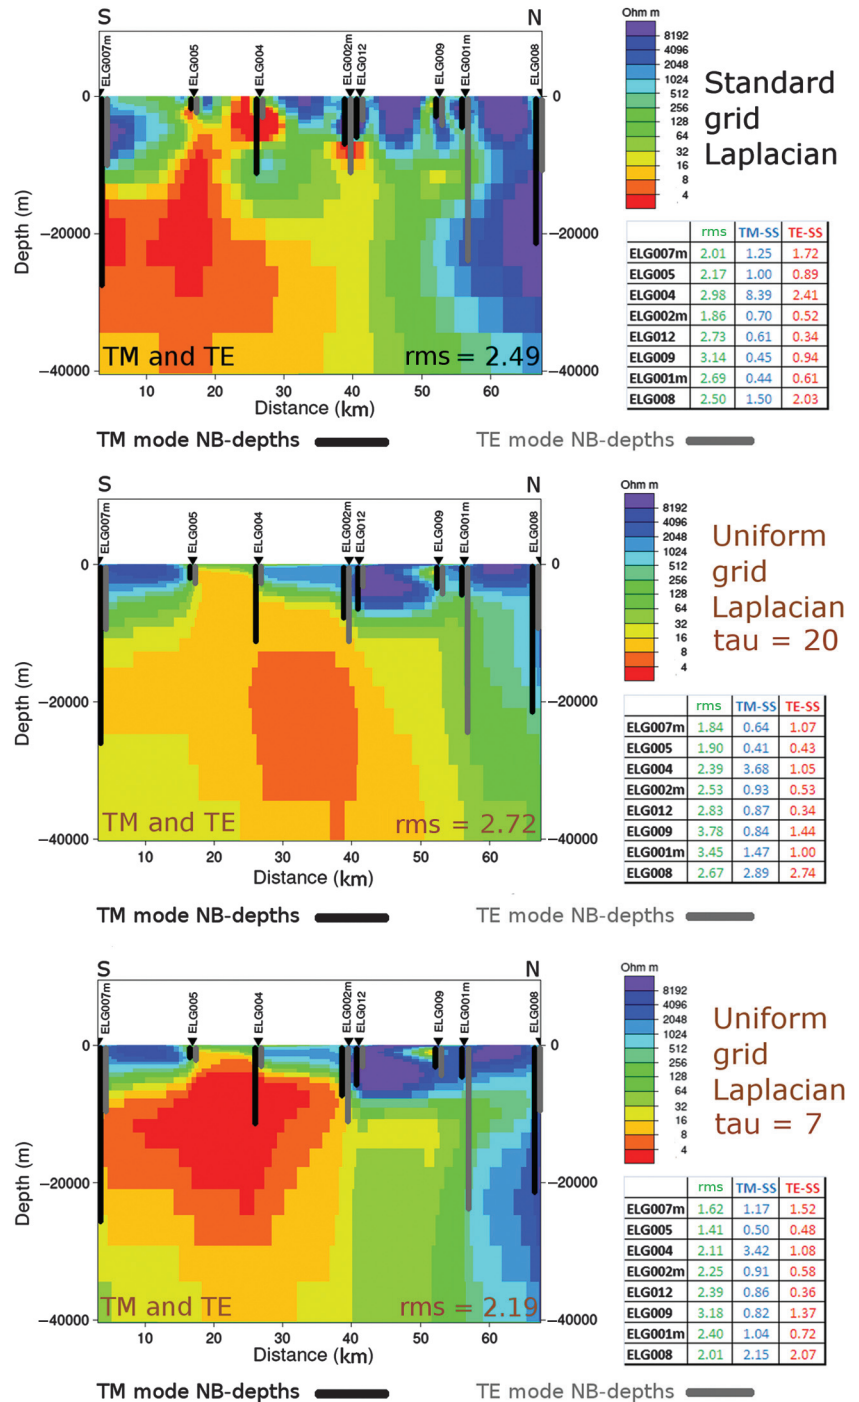 S
N
ELG007m
ELG005
ELG004
ELG002m
ELG012
ELG009
ELG001m
ELG008
0
−20000
−40000
Depth (m)
0
−20000
−40000
TM and TE
rms = 2.49
10 20 30 40 50 60
Distance (km)
Ohm m
8192
4096
2048
1024
512
256
128
64
32
16
8
4
Standard
grid
Laplacian
rms TM-SS TE-SS
ELG007m 2.01 1.25 1.72
ELG005 2.17 1.00 0.89
ELG004 2.98 8.39 2.41
ELG002m 1.86 0.70 0.52
ELG012 2.73 0.61 0.34
ELG009 3.14 0.45 0.94
ELG001m 2.69 0.44 0.61
ELG008 2.50 1.50 2.03
TM mode NB-depths
TE mode NB-depths
S
N
ELG007m
ELG005
ELG004
ELG002m
ELG012
ELG009
ELG001m
ELG008
0
−20000
−40000
Depth (m)
0
−20000
−40000
TM and TE
rms = 2.72
10 20 30 40 50 60
Distance (km)
Ohm m
8192
4096
2048
1024
512
256
128
64
32
16
8
4
Uniform
grid
Laplacian
tau = 20
rms TM-SS TE-SS
ELG007m 1.84 0.64 1.07
ELG005 1.90 0.41 0.43
ELG004 2.39 3.68 1.05
ELG002m 2.53 0.93 0.53
ELG012 2.83 0.87 0.34
ELG009 3.78 0.84 1.44
ELG001m 3.45 1.47 1.00
ELG008 2.67 2.89 2.74
TM mode NB-depths
TE mode NB-depths
S
N
ELG007m
ELG005
ELG004
ELG002m
ELG012
ELG009
ELG001m
ELG008
0
−20000
−40000
Depth (m)
0
−20000
−40000
TM and TE
rms = 2.19
10 20 30 40 50 60
Distance (km)
Ohm m
8192
4096
2048
1024
512
256
128
64
32
16
8
4
Uniform
grid
Laplacian
tau = 7
rms TM-SS TE-SS
ELG007m 1.62 1.17 1.52
ELG005 1.41 0.50 0.48
ELG004 2.11 3.42 1.08
ELG002m 2.25 0.91 0.58
ELG012 2.39 0.86 0.36
ELG009 3.18 0.82 1.37
ELG001m 2.40 1.04 0.72
ELG008 2.01 2.15 2.07
TM mode NB-depths
TE mode NB-depths